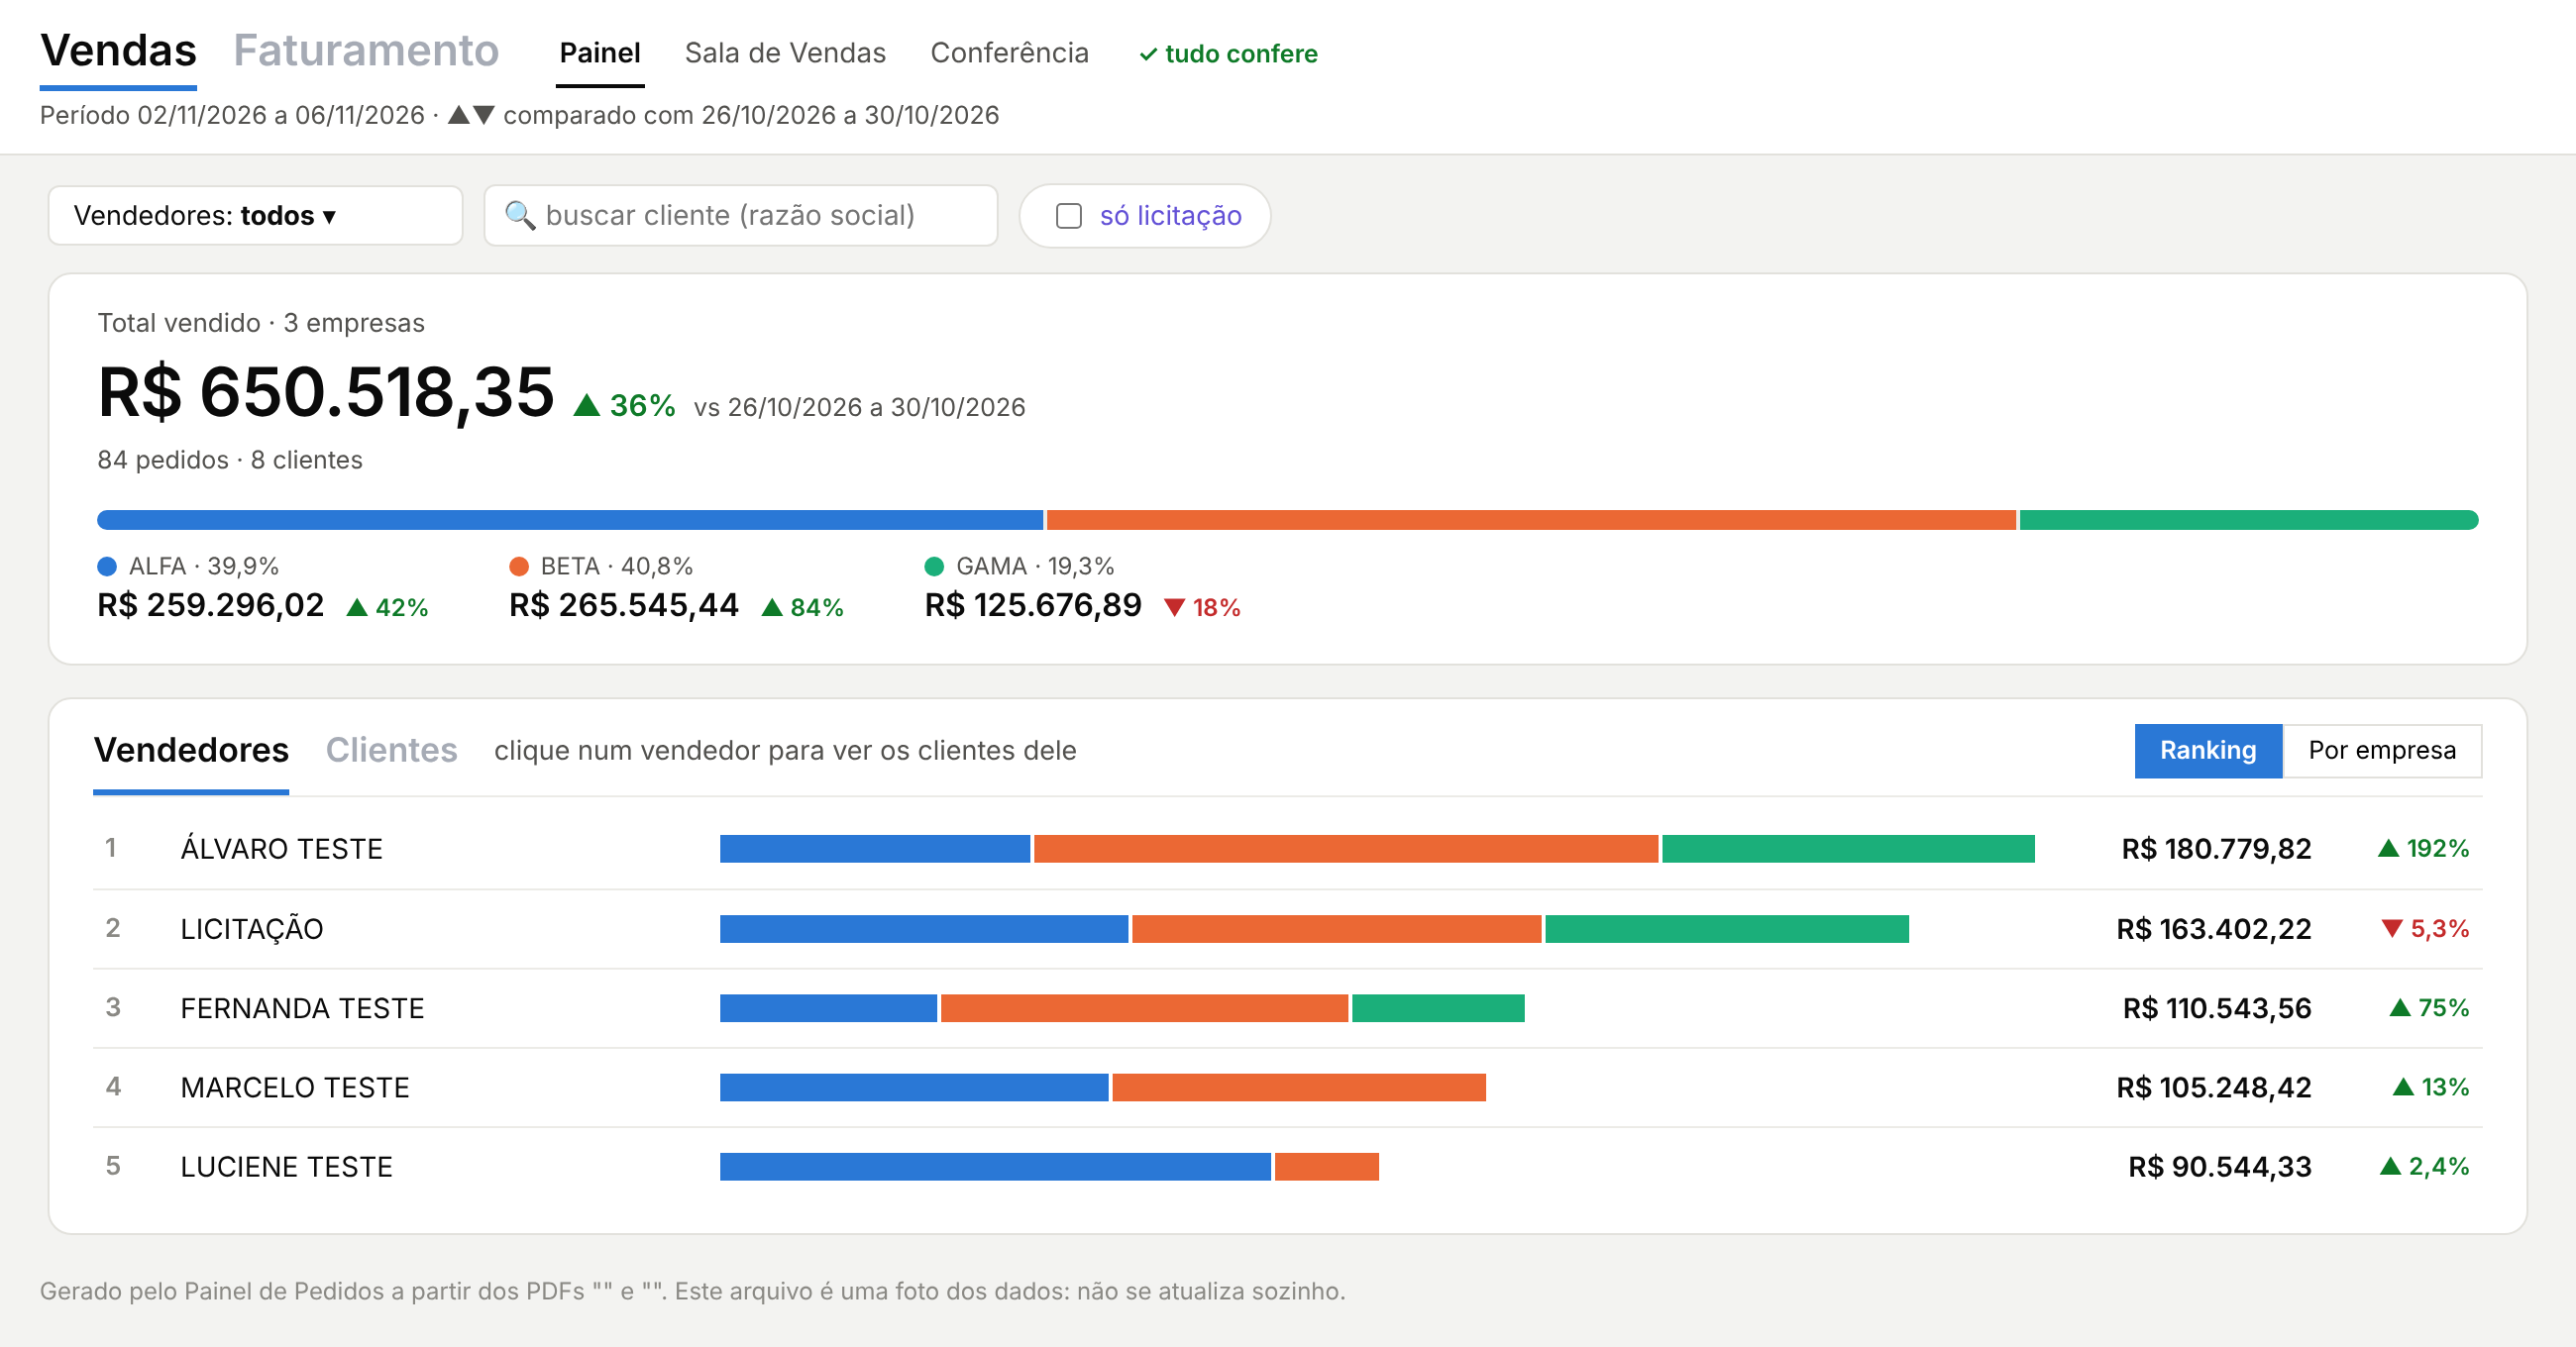 Vendas Faturamento Painel Sala de Vendas Conferência ✓ tudo confere
Período 02/11/2026 a 06/11/2026 · ▲▼ comparado com 26/10/2026 a 30/10/2026
Vendedores: todos ▾ 🔍 buscar cliente (razão social) só licitação
Total vendido · 3 empresas
R$ 650.518,35 ▲ 36% vs 26/10/2026 a 30/10/2026
84 pedidos · 8 clientes
ALFA · 39,9% BETA · 40,8% GAMA · 19,3%
R$ 259.296,02 ▲ 42% R$ 265.545,44 ▲ 84% R$ 125.676,89 ▼ 18%
Vendedores Clientes clique num vendedor para ver os clientes dele Ranking Por empresa
1 ÁLVARO TESTE R$ 180.779,82 ▲ 192%
2 LICITAÇÃO R$ 163.402,22 ▼ 5,3%
3 FERNANDA TESTE R$ 110.543,56 ▲ 75%
4 MARCELO TESTE R$ 105.248,42 ▲ 13%
5 LUCIENE TESTE R$ 90.544,33 ▲ 2,4%
Gerado pelo Painel de Pedidos a partir dos PDFs "" e "". Este arquivo é uma foto dos dados: não se atualiza sozinho.